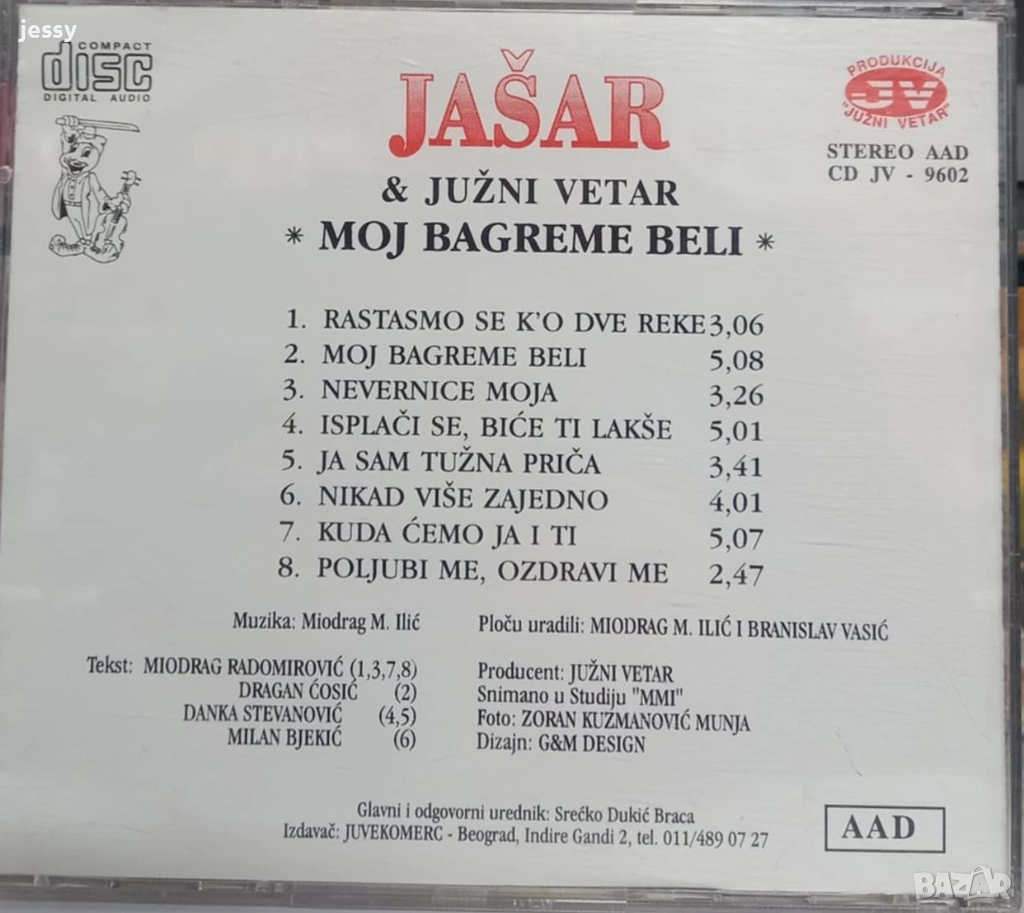 jessy
COMPACT
disc
DIGITAL AUDIO
JAŠAR
PRODUKCIJA
JV
"JUŽNI VETAR"
STEREO AAD
CD JV - 9602
& JUŽNI VETAR
* MOJ BAGREME BELI *
1. RASTASMO SE K'O DVE REKE 3,06
2. MOJ BAGREME BELI 5,08
3. NEVERNICE MOJA 3,26
4. ISPLAČI SE, BIĆE TI LAKŠE 5,01
5. JA SAM TUŽNA PRIČA 3,41
6. NIKAD VIŠE ZAJEDNO 4,01
7. KUDA ĆEMO JA I TI 5,07
8. POLJUBI ME, OZDRAVI ME 2,47
Muzika: Miodrag M. Ilić
Tekst: MIODRAG RADOMIROVIĆ (1,3,7,8)
DRAGAN ĆOSIĆ (2)
DANKA STEVANOVIĆ (4,5)
MILAN BJEKIĆ (6)
Ploču uradili: MIODRAG M. ILIĆ I BRANISLAV VASIĆ
Producent: JUŽNI VETAR
Snimano u Studiju "MMI"
Foto: ZORAN KUZMANOVIĆ MUNJA
Dizajn: G&M DESIGN
Glavni i odgovorni urednik: Srećko Dukić Braca
Izdavač: JUVEKOMERC - Beograd, Indire Gandi 2, tel. 011/489 07 27
AAD
BAZAR